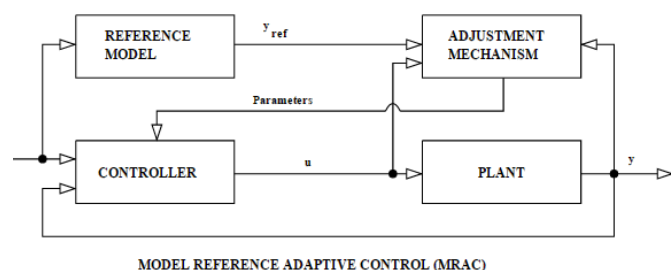 REFERENCE
MODEL
y ref
ADJUSTMENT
MECHANISM
Parameters
CONTROLLER
u
PLANT
y
MODEL REFERENCE ADAPTIVE CONTROL (MRAC)